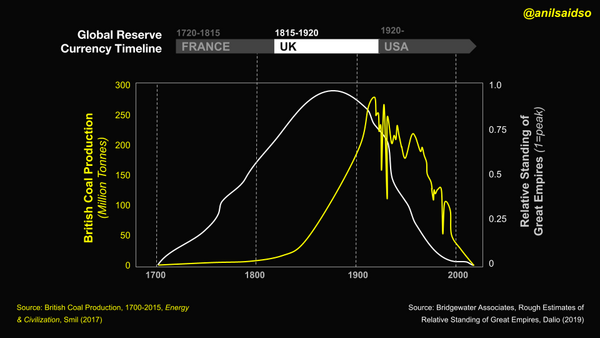 @anilsaidso
Global Reserve
Currency Timeline
1720-1815
FRANCE
1815-1920
UK
1920-
USA
British Coal Production
(Million Tonnes)
300
250
200
150
100
50
0
1.0
0.75
0.5
0.25
0
Relative Standing of
Great Empires (1=peak)
1700
1800
1900
2000
Source: British Coal Production, 1700-2015, Energy
& Civilization, Smil (2017)
Source: Bridgewater Associates, Rough Estimates of
Relative Standing of Great Empires, Dalio (2019)